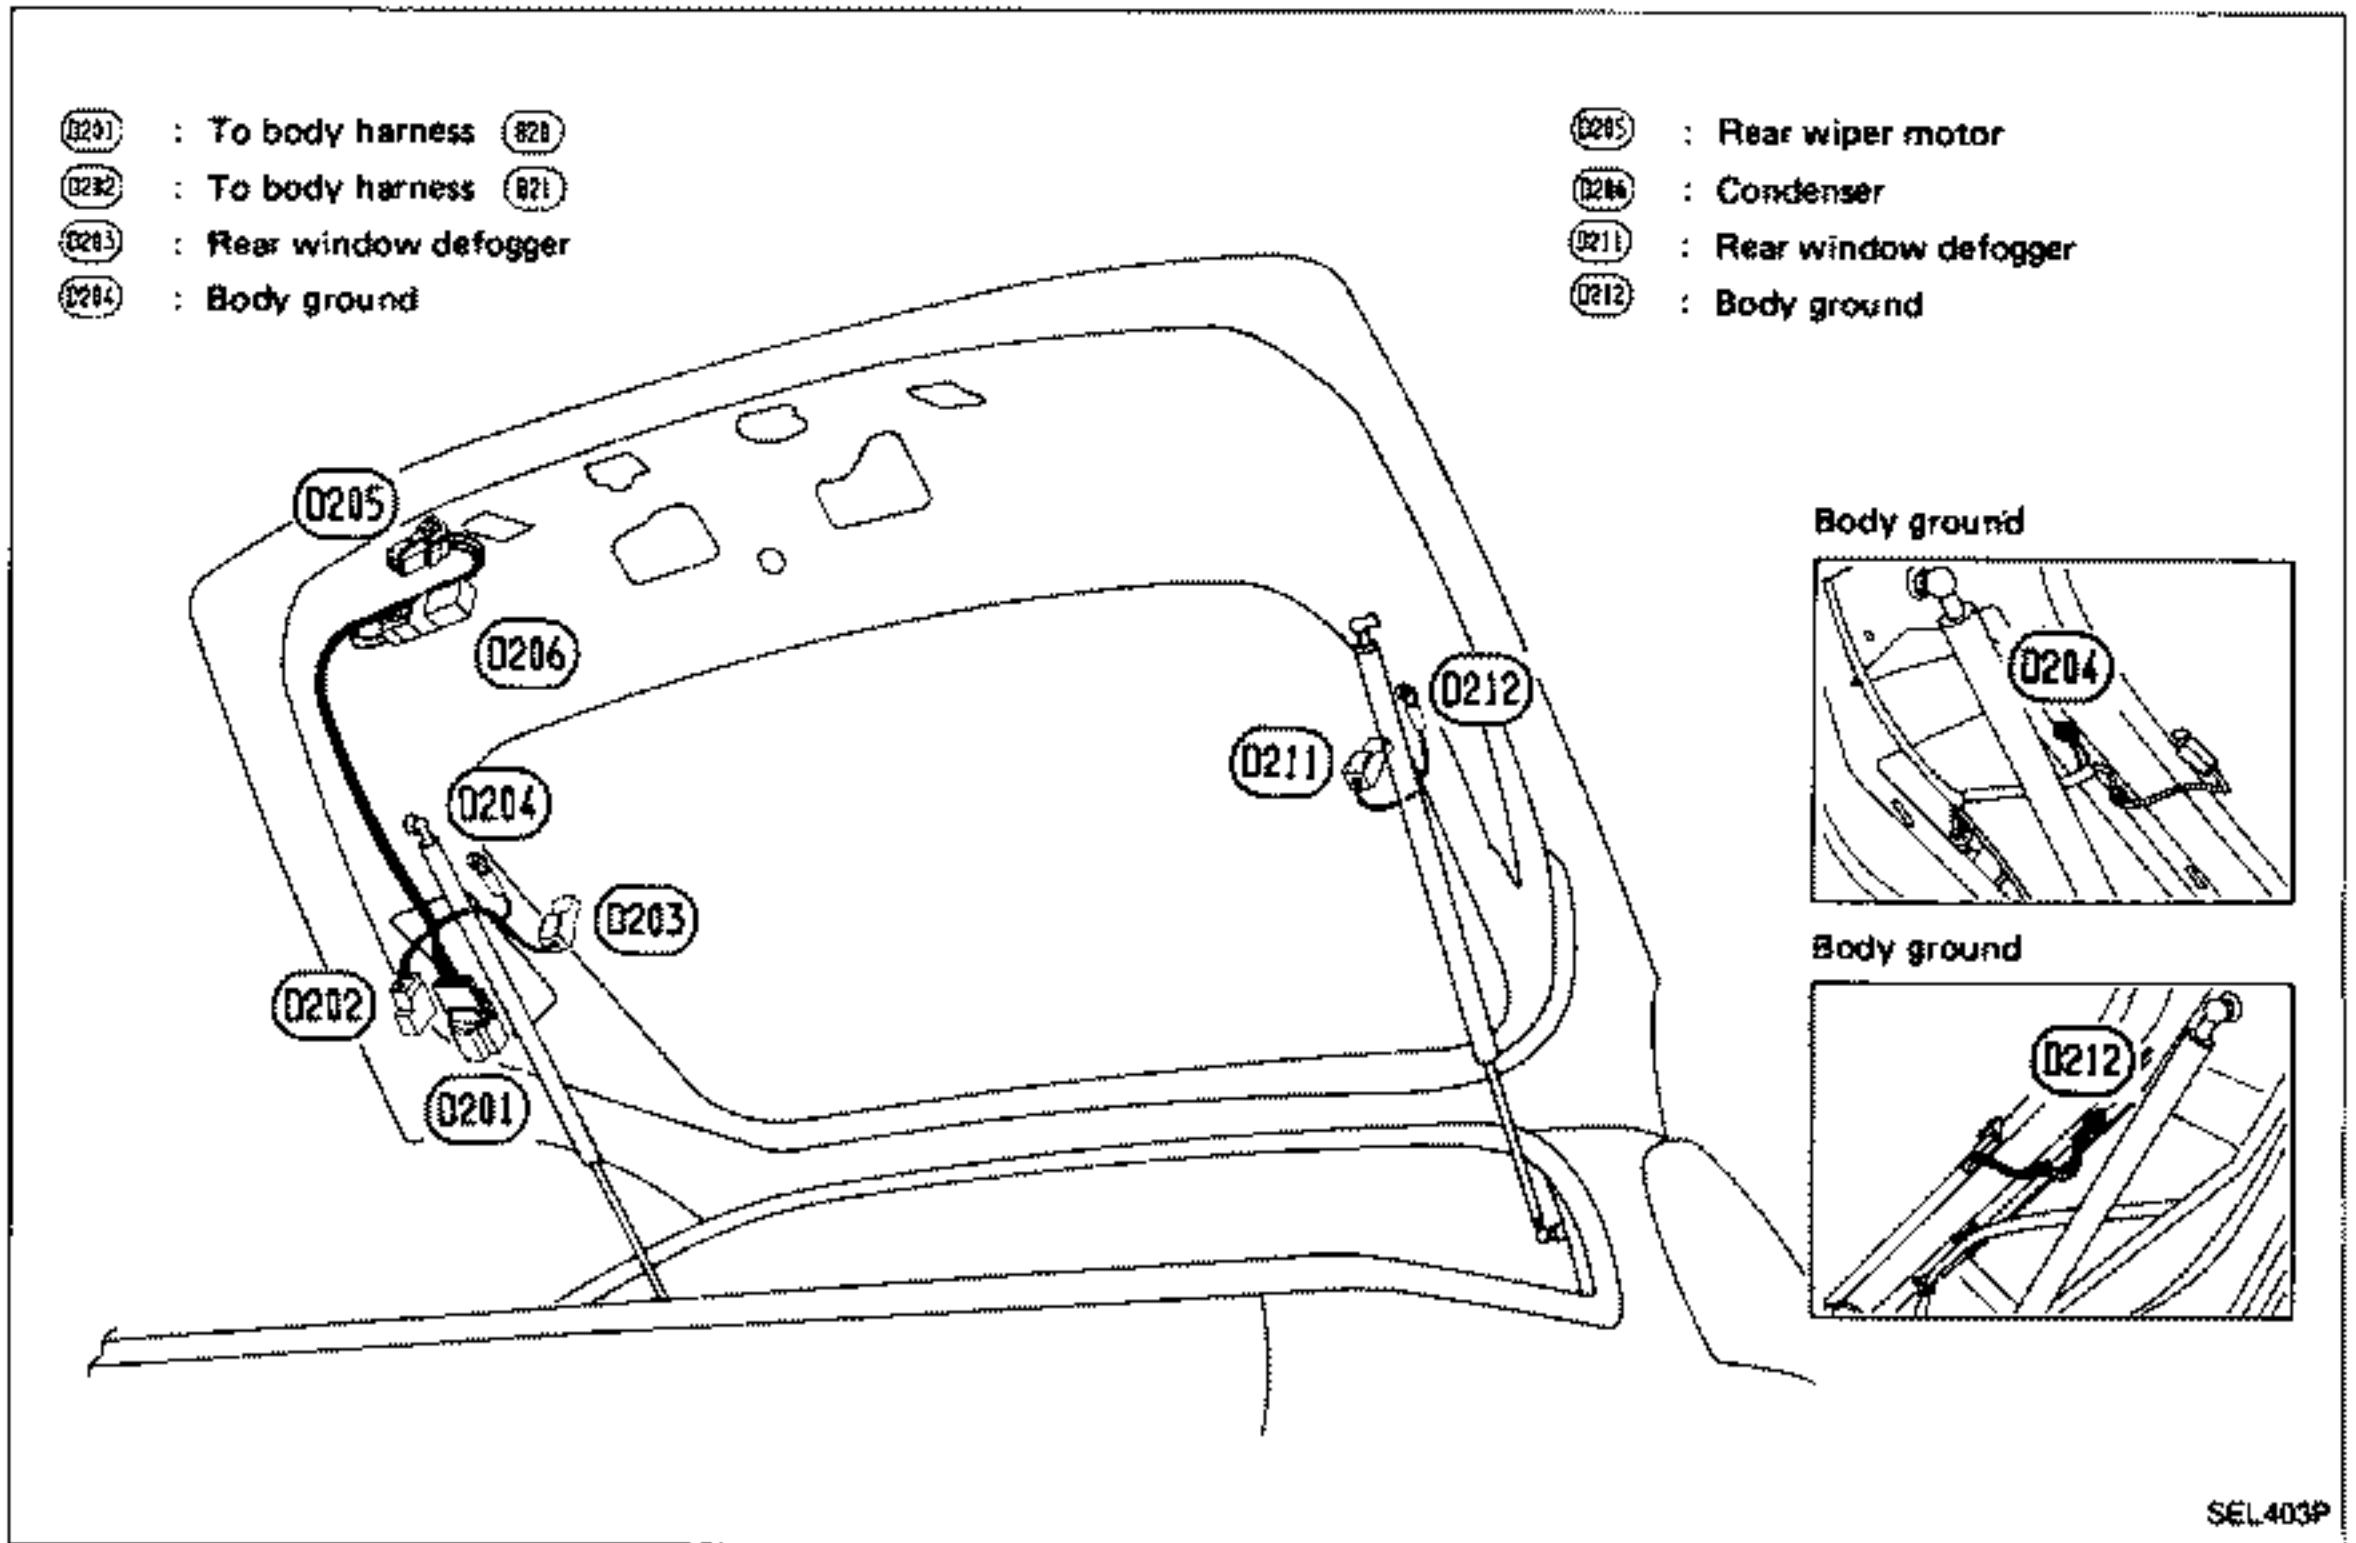 D201 : To body harness B20
D202 : To body harness B21
D203 : Rear window defogger
D204 : Body ground
D205 : Rear wiper motor
D206 : Condenser
D211 : Rear window defogger
D212 : Body ground
D205
D206
D204
D203
D202
D201
D212
D211
Body ground
D204
Body ground
D212
SEL403P